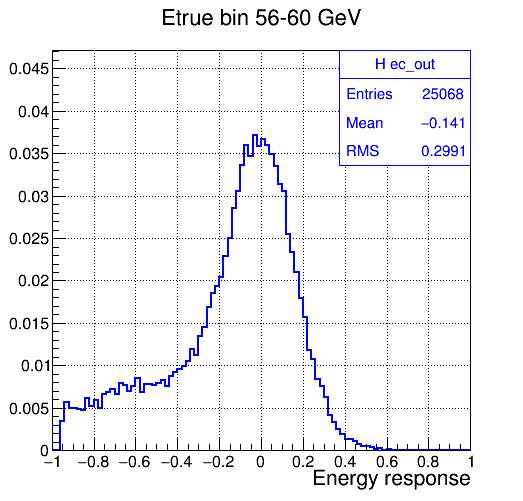 Etrue bin 56-60 GeV
H ec_out
Entries 25068
Mean −0.141
RMS 0.2991
0.045
0.04
0.035
0.03
0.025
0.02
0.015
0.01
0.005
0
−1 −0.8 −0.6 −0.4 −0.2 0 0.2 0.4 0.6 0.8 1
Energy response